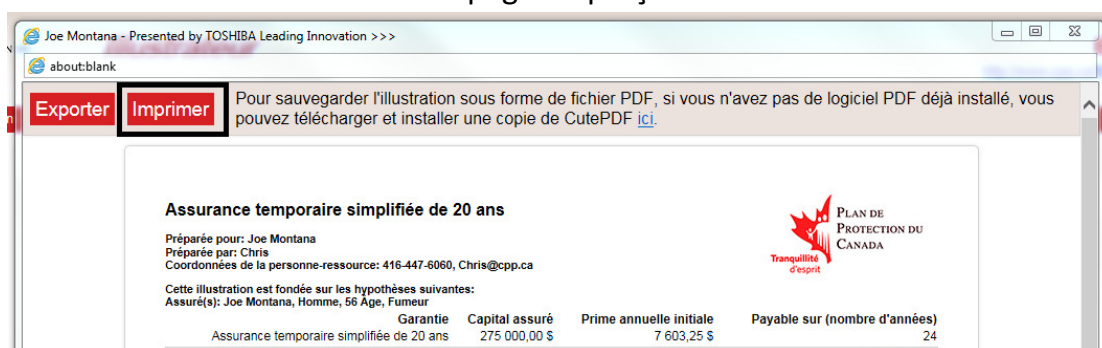 Joe Montana - Presented by TOSHIBA Leading Innovation >>>
about:blank
Exporter
Imprimer
Pour sauvegarder l'illustration sous forme de fichier PDF, si vous n'avez pas de logiciel PDF déjà installé, vous
pouvez télécharger et installer une copie de CutePDF ici.
Assurance temporaire simplifiée de 20 ans
Préparée pour: Joe Montana
Préparée par: Chris
Coordonnées de la personne-ressource: 416-447-6060, Chris@cpp.ca
PLAN DE
PROTECTION DU
CANADA
Tranquillité
d'esprit
Cette illustration est fondée sur les hypothèses suivantes:
Assuré(s): Joe Montana, Homme, 56 Âge, Fumeur
Garantie Capital assuré Prime annuelle initiale Payable sur (nombre d'années)
Assurance temporaire simplifiée de 20 ans 275 000,00 $ 7 603,25 $ 24